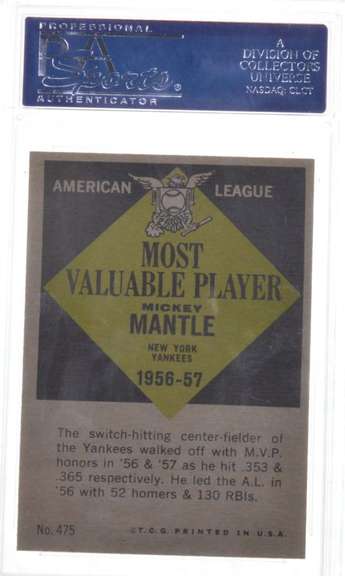 PROFESSIONAL
PSA
Sports®
AUTHENTICATOR
A
DIVISION OF
COLLECTORS
UNIVERSE
NASDAQ: CLCT
AMERICAN LEAGUE
MOST
VALUABLE PLAYER
MICKEY
MANTLE
NEW YORK
YANKEES
1956-57
The switch-hitting center-fielder of
the Yankees walked off with M.V.P.
honors in '56 & '57 as he hit .353 &
.365 respectively. He led the A.L. in
'56 with 52 homers & 130 RBIs.
No. 475 ©T.C.G. PRINTED IN U.S.A.